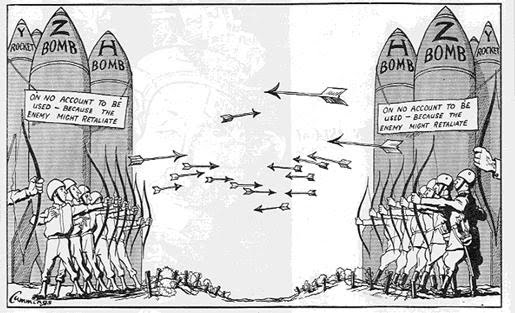 Y
ROCKET
Z
BOMB
H
BOMB
ON NO ACCOUNT TO BE
USED – BECAUSE THE
ENEMY MIGHT RETALIATE
H
BOMB
Z
BOMB
Y
ROCKET
ON NO ACCOUNT TO BE
USED – BECAUSE THE
ENEMY MIGHT RETALIATE
Cummings